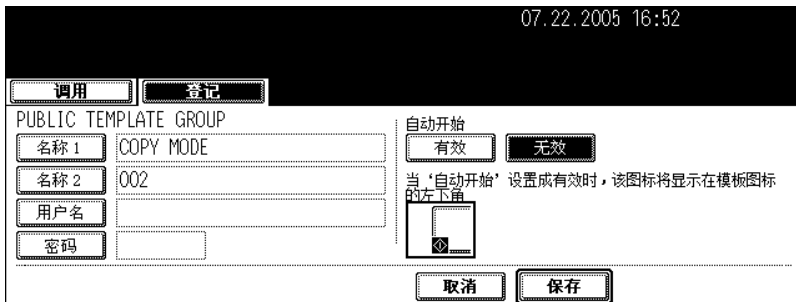 07.22.2005 16:52
调用 登记
PUBLIC TEMPLATE GROUP
名称 1 COPY MODE
名称 2 002
用户名
密码
自动开始
有效 无效
当‘自动开始’设置成有效时，该图标将显示在模板图标
的左下角
取消 保存